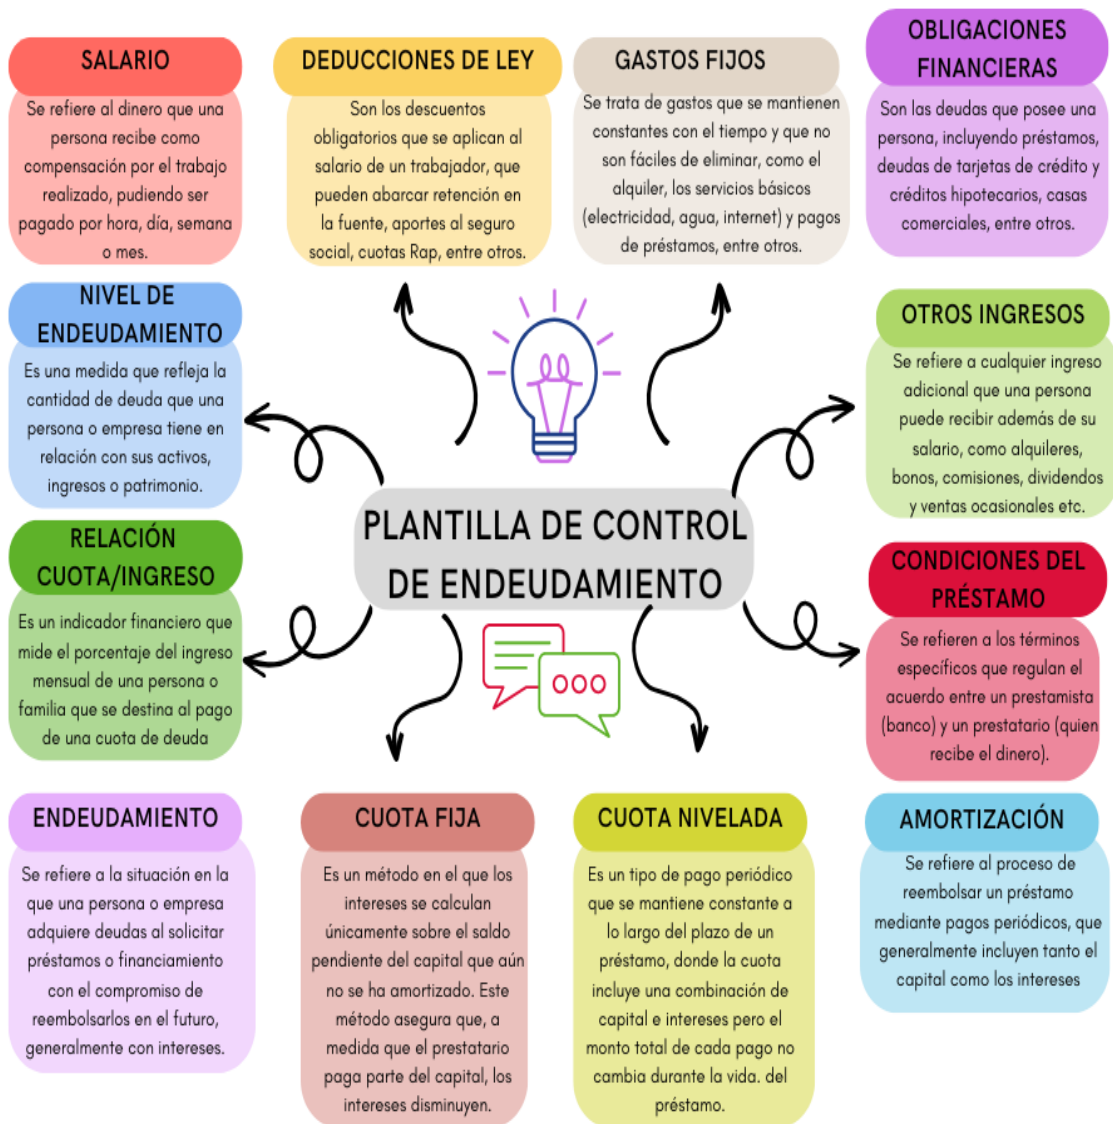 SALARIO
Se refiere al dinero que una
persona recibe como
compensación por el trabajo
realizado, pudiendo ser
pagado por hora, día, semana
o mes.
DEDUCCIONES DE LEY
Son los descuentos
obligatorios que se aplican al
salario de un trabajador, que
pueden abarcar retención en
la fuente, aportes al seguro
social, cuotas Rap, entre otros.
GASTOS FIJOS
Se trata de gastos que se mantienen
constantes con el tiempo y que no
son fáciles de eliminar, como el
alquiler, los servicios básicos
(electricidad, agua, internet) y pagos
de préstamos, entre otros.
OBLIGACIONES
FINANCIERAS
Son las deudas que posee una
persona, incluyendo préstamos,
deudas de tarjetas de crédito y
créditos hipotecarios, casas
comerciales, entre otros.
NIVEL DE
ENDEUDAMIENTO
Es una medida que refleja la
cantidad de deuda que una
persona o empresa tiene en
relación con sus activos,
ingresos o patrimonio.
OTROS INGRESOS
Se refiere a cualquier ingreso
adicional que una persona
puede recibir además de su
salario, como alquileres,
bonos, comisiones, dividendos
y ventas ocasionales etc.
PLANTILLA DE CONTROL
DE ENDEUDAMIENTO
RELACIÓN
CUOTA/INGRESO
Es un indicador financiero que
mide el porcentaje del ingreso
mensual de una persona o
familia que se destina al pago
de una cuota de deuda
CONDICIONES DEL
PRÉSTAMO
Se refieren a los términos
específicos que regulan el
acuerdo entre un prestamista
(banco) y un prestatario (quien
recibe el dinero).
ENDEUDAMIENTO
Se refiere a la situación en la
que una persona o empresa
adquiere deudas al solicitar
préstamos o financiamiento
con el compromiso de
reembolsarlos en el futuro,
generalmente con intereses.
CUOTA FIJA
Es un método en el que los
intereses se calculan
únicamente sobre el saldo
pendiente del capital que aún
no se ha amortizado. Este
método asegura que, a
medida que el prestatario
paga parte del capital, los
intereses disminuyen.
CUOTA NIVELADA
Es un tipo de pago periódico
que se mantiene constante a
lo largo del plazo de un
préstamo, donde la cuota
incluye una combinación de
capital e intereses pero el
monto total de cada pago no
cambia durante la vida. del
préstamo.
AMORTIZACIÓN
Se refiere al proceso de
reembolsar un préstamo
mediante pagos periódicos, que
generalmente incluyen tanto el
capital como los intereses